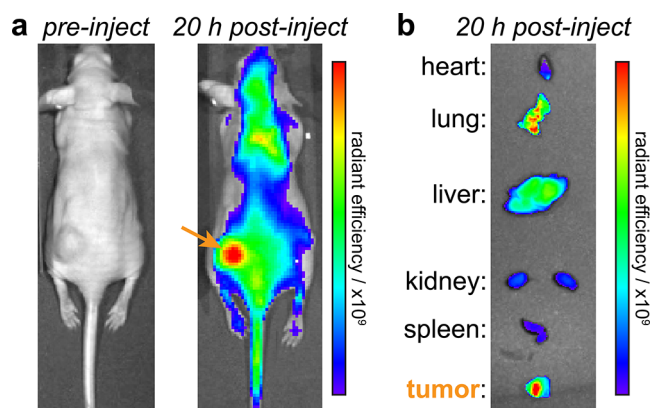 a pre-inject 20 h post-inject
radiant efficiency / x10⁹
b 20 h post-inject
heart:
lung:
liver:
kidney:
spleen:
tumor:
radiant efficiency / x10⁹